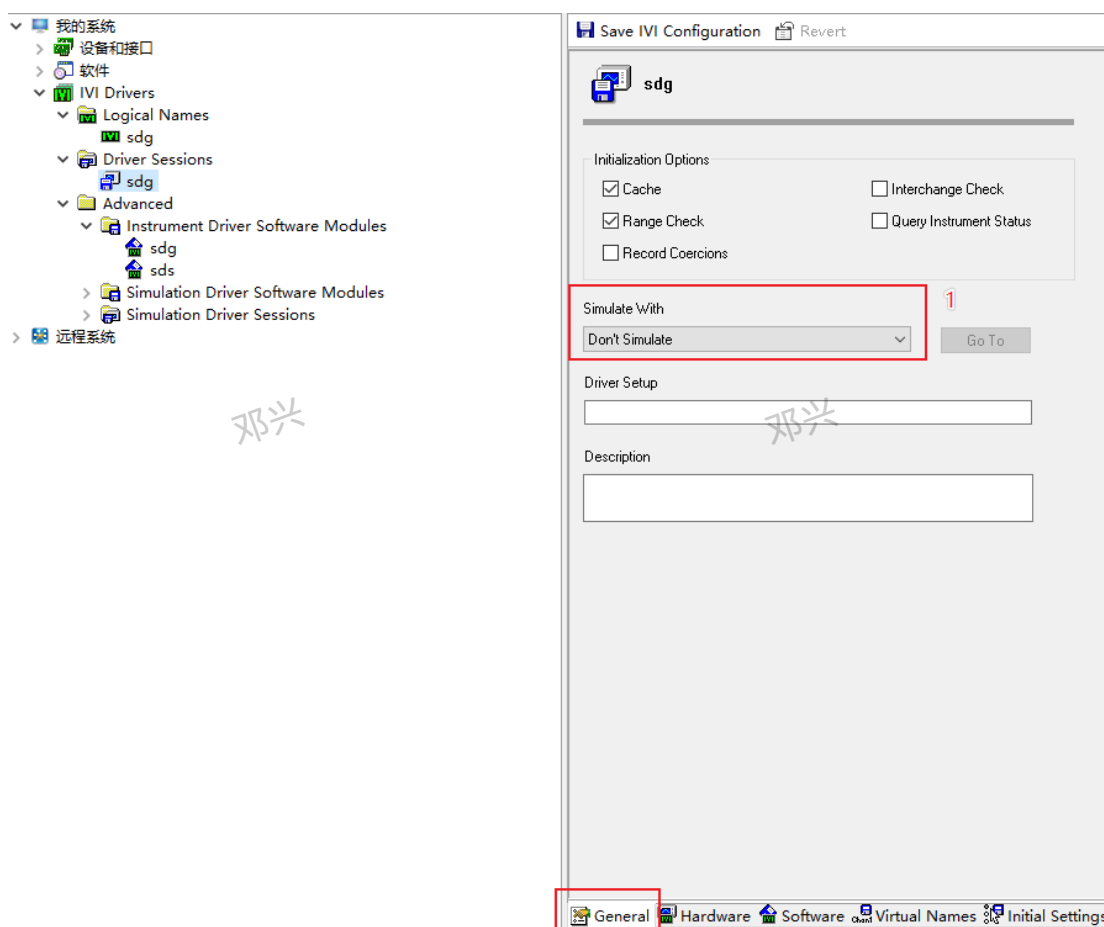 我的系统
设备和接口
软件
IVI Drivers
Logical Names
sdg
Driver Sessions
sdg
Advanced
Instrument Driver Software Modules
sdg
sds
Simulation Driver Software Modules
Simulation Driver Sessions
远程系统
邓兴
Save IVI Configuration Revert
sdg
Initialization Options
Cache Interchange Check
Range Check Query Instrument Status
Record Coercions
Simulate With 1
Don't Simulate Go To
Driver Setup
邓兴
Description
General Hardware Software Virtual Names Initial Settings